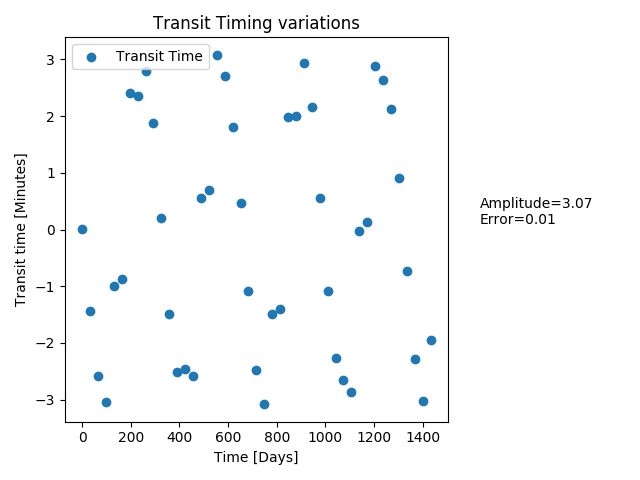 Transit Timing variations
Transit Time
Transit time [Minutes]
3
2
1
0
−1
−2
−3
0 200 400 600 800 1000 1200 1400
Time [Days]
Amplitude=3.07
Error=0.01